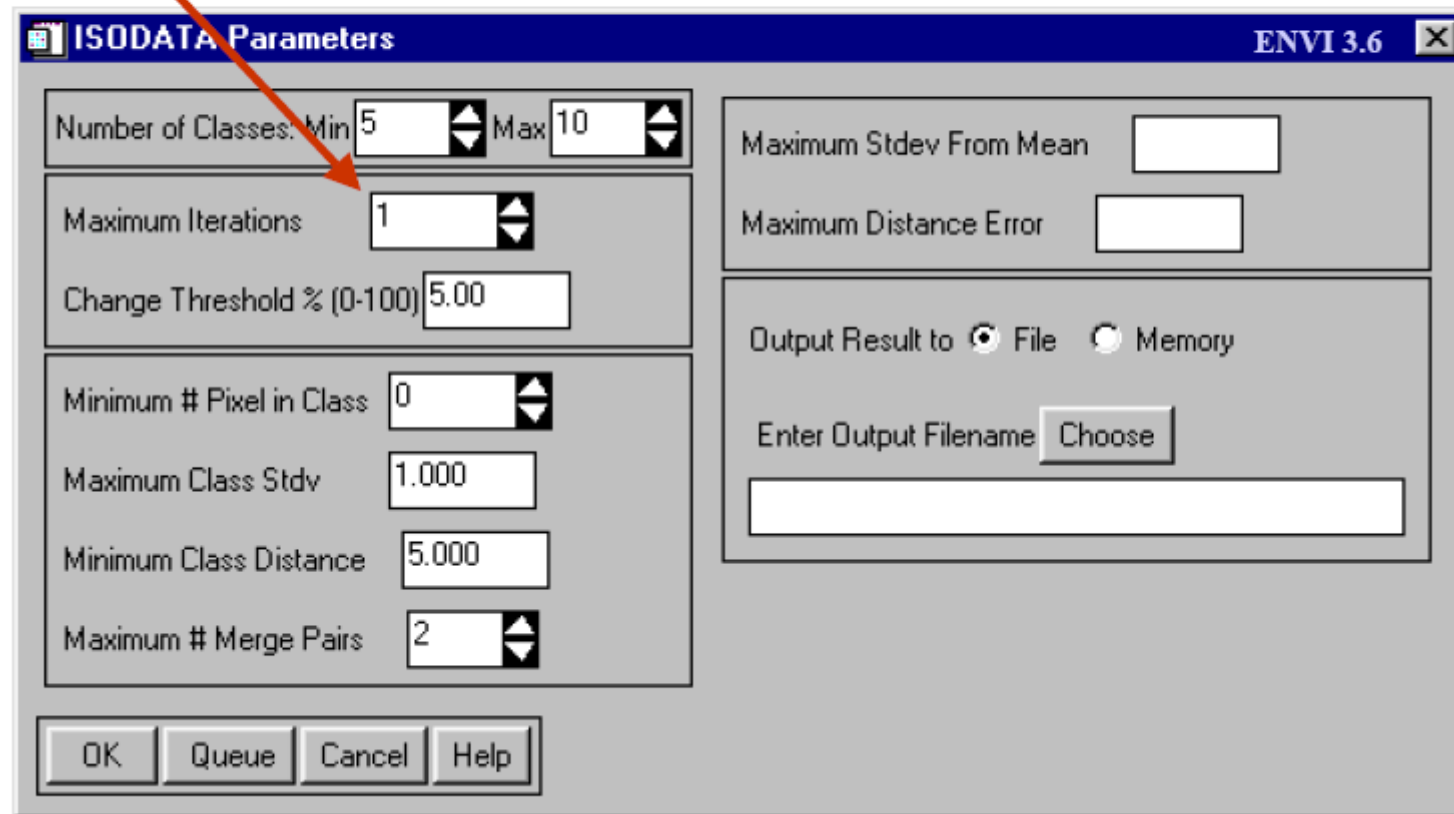 ISODATA Parameters ENVI 3.6
Number of Classes: Min 5 Max 10
Maximum Iterations 1
Change Threshold % (0-100) 5.00
Minimum # Pixel in Class 0
Maximum Class Stdv 1.000
Minimum Class Distance 5.000
Maximum # Merge Pairs 2
OK Queue Cancel Help
Maximum Stdev From Mean
Maximum Distance Error
Output Result to File Memory
Enter Output Filename Choose